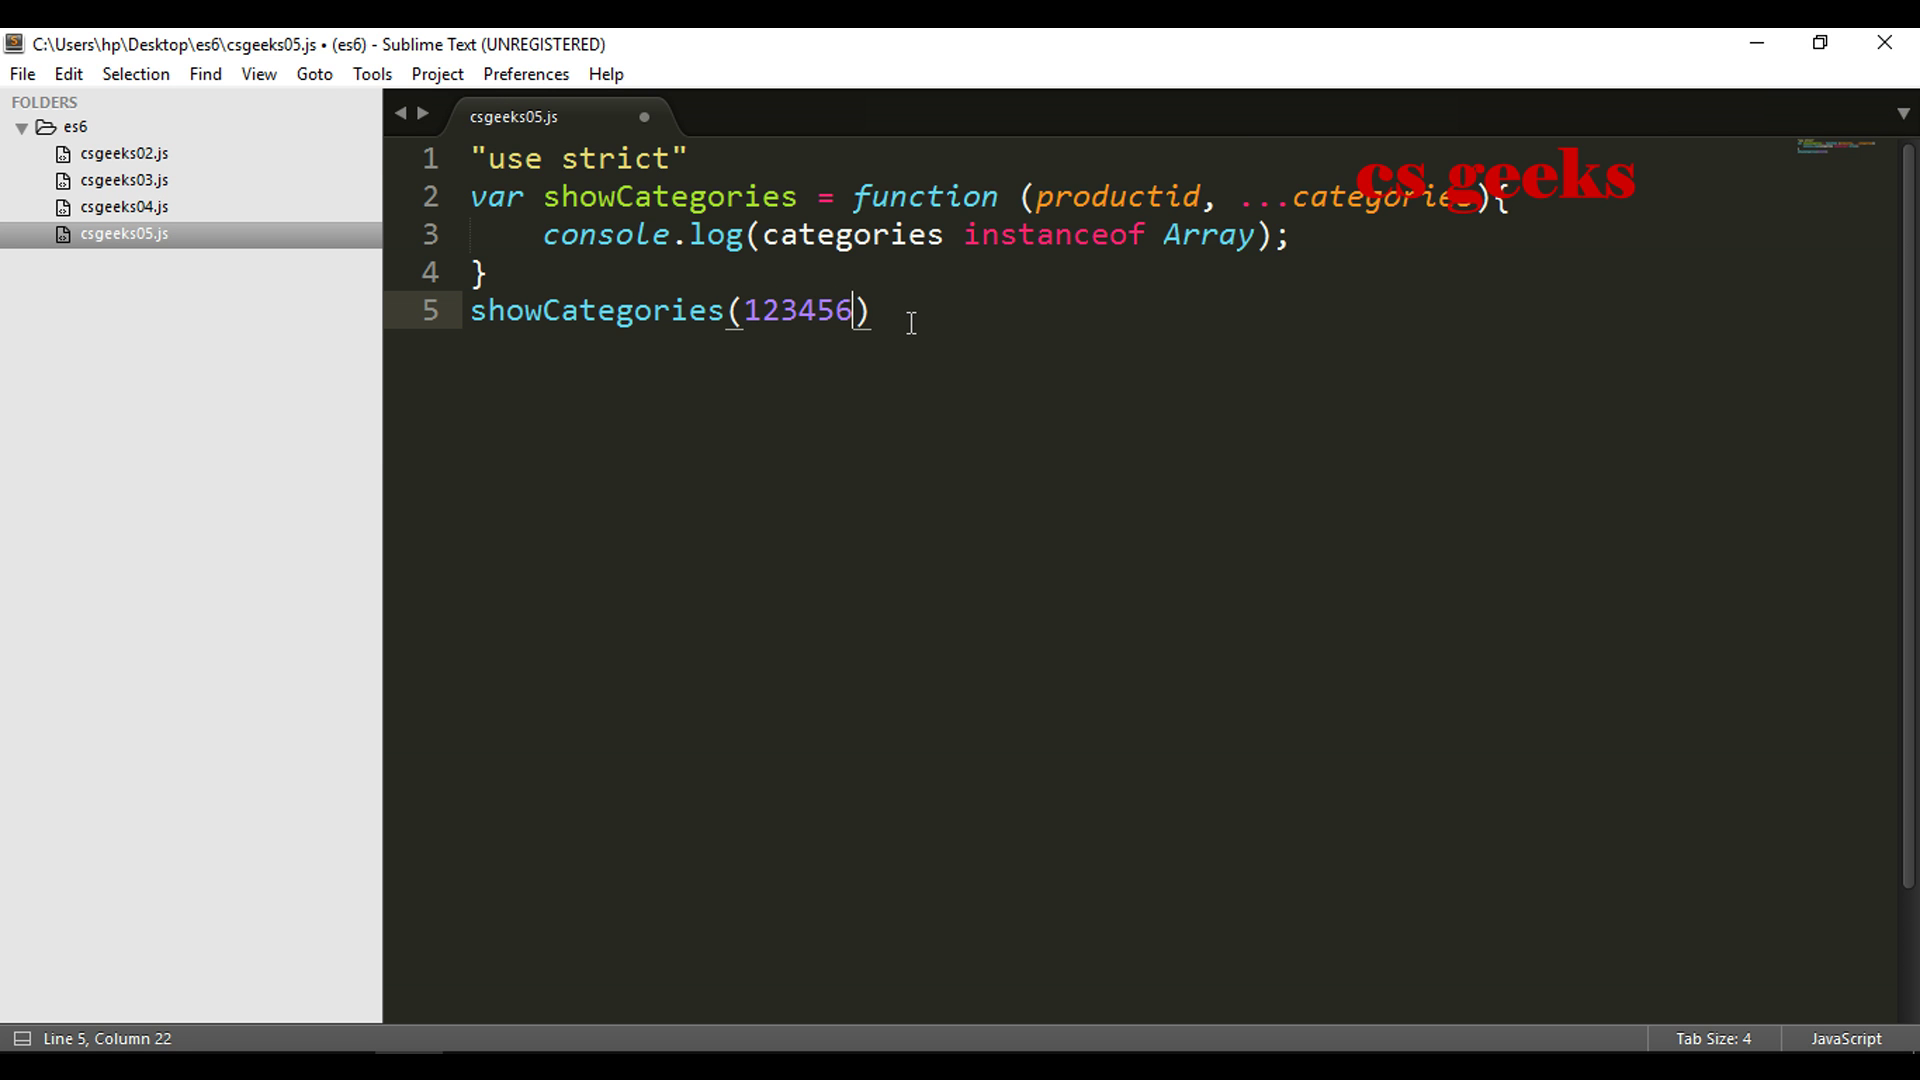 C:\Users\hp\Desktop\es6\csgeeks05.js • (es6) - Sublime Text (UNREGISTERED)
File Edit Selection Find View Goto Tools Project Preferences Help
FOLDERS
es6
csgeeks02.js
csgeeks03.js
csgeeks04.js
csgeeks05.js
csgeeks05.js
cs geeks
1 "use strict"
2 var showCategories = function (productid, ...categories){
3 console.log(categories instanceof Array);
4 }
5 showCategories(123456)
Line 5, Column 22
Tab Size: 4
JavaScript